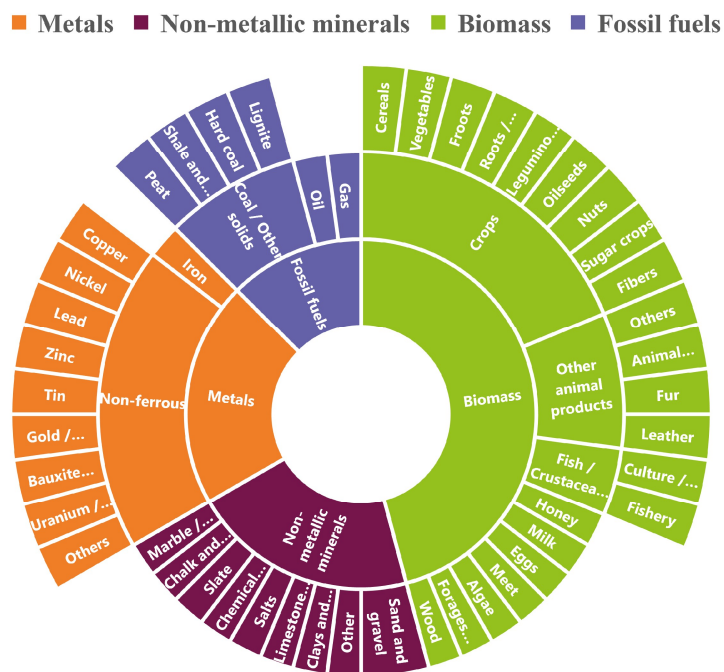 Metals Non-metallic minerals Biomass Fossil fuels
Cereals
Vegetables
Froots
Roots /...
Legumino...
Oilseeds
Nuts
Sugar crops
Fibers
Others
Animal...
Fur
Leather
Culture /...
Fishery
Crops
Other
animal
products
Fish /
Crustacea...
Honey
Milk
Eggs
Meet
Algae
Forages...
Wood
Biomass
Sand and
gravel
Other
Clays and...
Limestone...
Salts
Chemical...
Slate
Chalk and...
Marble /...
Non-
metallic
minerals
Others
Uranium /...
Bauxite...
Gold /...
Tin
Zinc
Lead
Nickel
Copper
Non-ferrous
Iron
Metals
Peat
Shale and...
Hard coal
Lignite
Coal / Other
solids
Oil
Gas
Fossil fuels